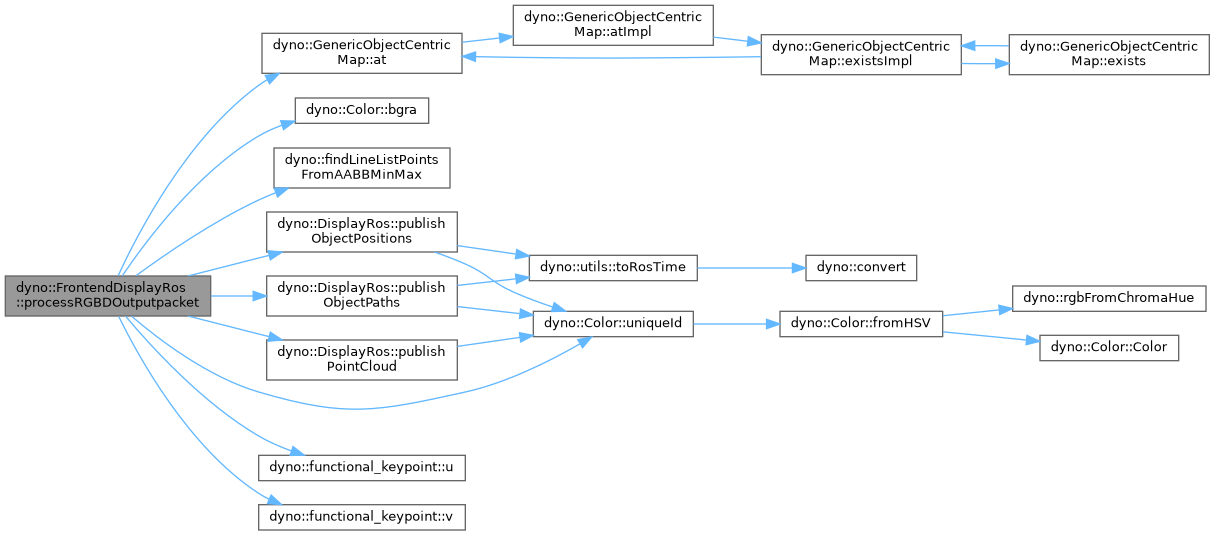 dyno::FrontendDisplayRos
::processRGBDOutputpacket
dyno::GenericObjectCentric
Map::at
dyno::GenericObjectCentric
Map::atImpl
dyno::GenericObjectCentric
Map::existsImpl
dyno::GenericObjectCentric
Map::exists
dyno::Color::bgra
dyno::findLineListPoints
FromAABBMinMax
dyno::DisplayRos::publish
ObjectPositions
dyno::utils::toRosTime
dyno::convert
dyno::DisplayRos::publish
ObjectPaths
dyno::Color::uniqueId
dyno::Color::fromHSV
dyno::rgbFromChromaHue
dyno::Color::Color
dyno::DisplayRos::publish
PointCloud
dyno::functional_keypoint::u
dyno::functional_keypoint::v